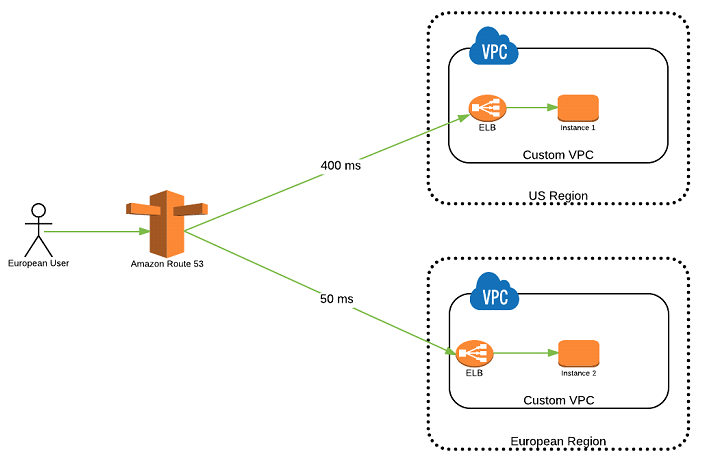 VPC
ELB
Instance 1
Custom VPC
US Region
400 ms
European User
Amazon Route 53
50 ms
VPC
ELB
Instance 2
Custom VPC
European Region